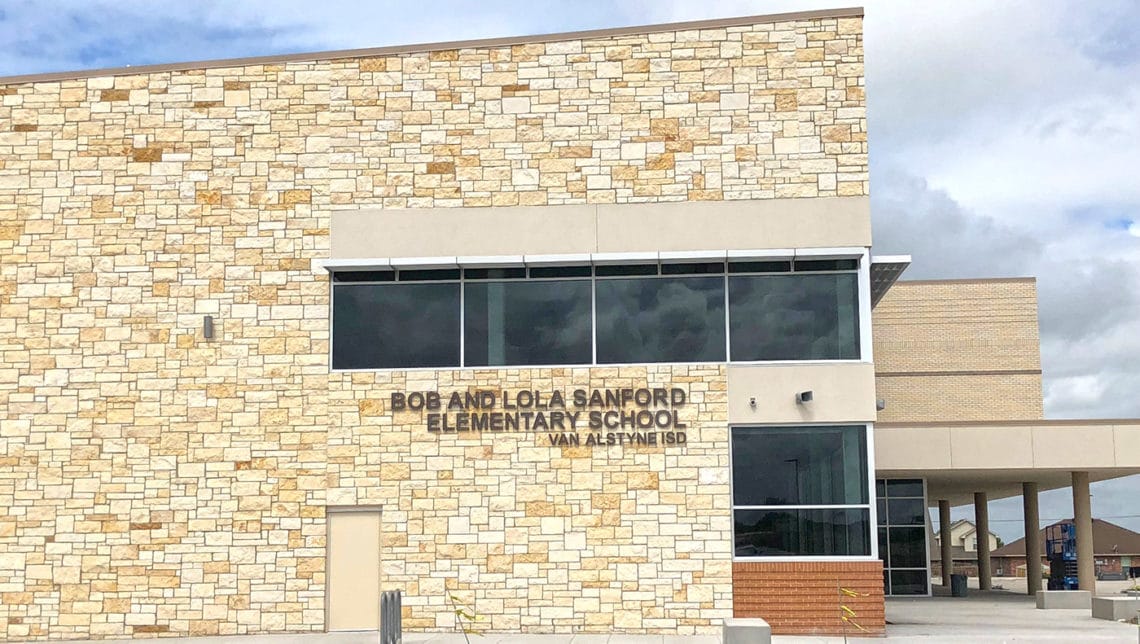 BOB AND LOLA SANFORD
ELEMENTARY SCHOOL
VAN ALSTYNE ISD